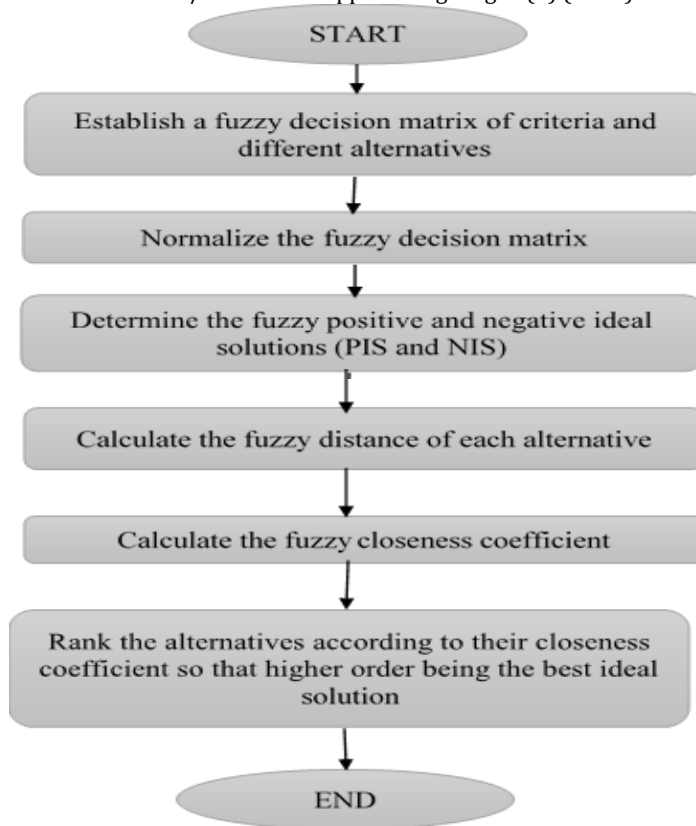 START
Establish a fuzzy decision matrix of criteria and
different alternatives
Normalize the fuzzy decision matrix
Determine the fuzzy positive and negative ideal
solutions (PIS and NIS)
Calculate the fuzzy distance of each alternative
Calculate the fuzzy closeness coefficient
Rank the alternatives according to their closeness
coefficient so that higher order being the best ideal
solution
END